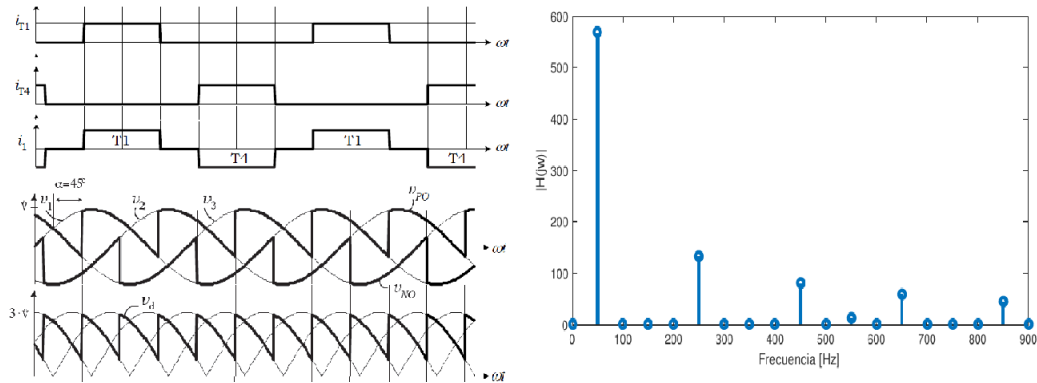 i_T1
ωt
i_T4
ωt
i_1
T1
T4
T1
T4
ωt
α=45°
v_1
v_2
v_3
v_PO
v̂
ωt
v_NO
v_d
3·v̂
ωt
600
500
400
300
200
100
0
|H(jw)|
0 100 200 300 400 500 600 700 800 900
Frecuencia [Hz]